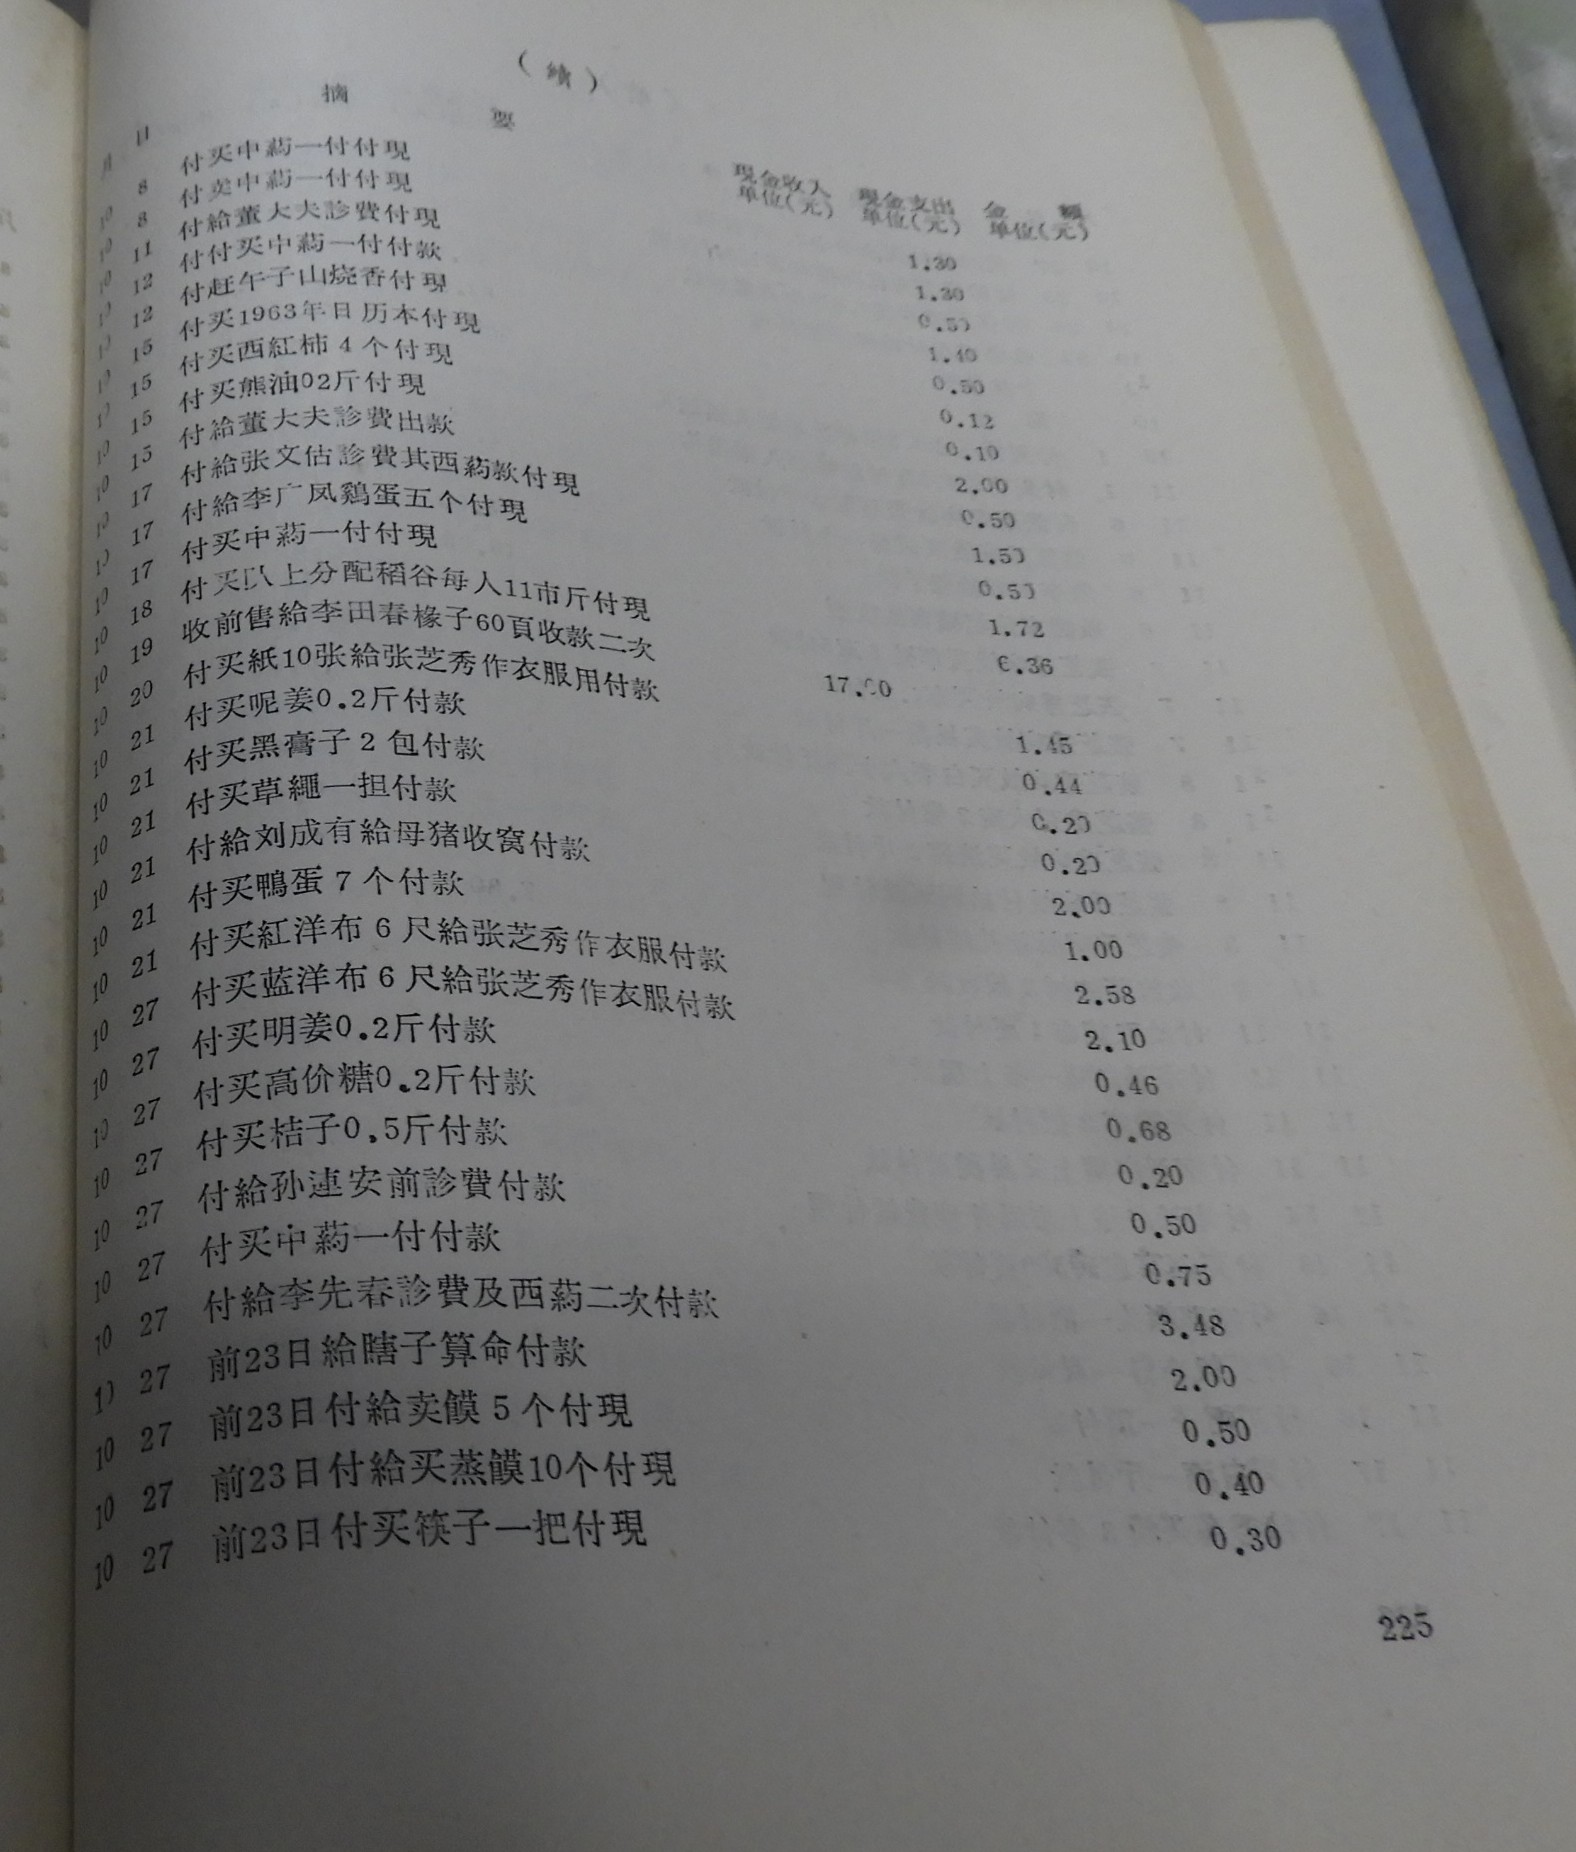 （續）
月 日 摘 要 現金收入 单位(元) 現金支出 单位(元) 金額 单位(元)
10 8 付买中药一付付現 1.30
10 8 付卖中药一付付現 1.30
10 11 付給董大夫診費付現 0.50
10 12 付付买中药一付付款 1.40
10 12 付赶午子山烧香付現 0.50
10 15 付买1963年日历本付現 0.12
10 15 付买西紅柿4个付現 0.10
10 15 付买熊油02斤付現 2.00
10 15 付給董大夫診費出款 0.50
10 17 付給张文估診費其西药款付現 1.50
10 17 付給李广凤鷄蛋五个付現 0.50
10 17 付买中药一付付現 1.72
10 18 付买队上分配稻谷每人11市斤付現 6.36
10 19 收前售給李田春椽子60頁收款二次 17.00
10 20 付买紙10张給张芝秀作衣服用付款 1.45
10 21 付买呢姜0.2斤付款 0.44
10 21 付买黑膏子2包付款 0.20
10 21 付买草繩一担付款 0.20
10 21 付給刘成有給母猪收窝付款 2.00
10 21 付买鴨蛋7个付款 1.00
10 21 付买紅洋布6尺給张芝秀作衣服付款 2.58
10 27 付买蓝洋布6尺給张芝秀作衣服付款 2.10
10 27 付买明姜0.2斤付款 0.46
10 27 付买高价糖0.2斤付款 0.68
10 27 付买桔子0.5斤付款 0.20
10 27 付給孙連安前診費付款 0.50
10 27 付买中药一付付款 0.75
10 27 付給李先春診費及西药二次付款 3.48
10 27 前23日給瞎子算命付款 2.00
10 27 前23日付給卖饃5个付現 0.50
10 27 前23日付給买蒸饃10个付現 0.40
10 27 前23日付买筷子一把付現 0.30
225